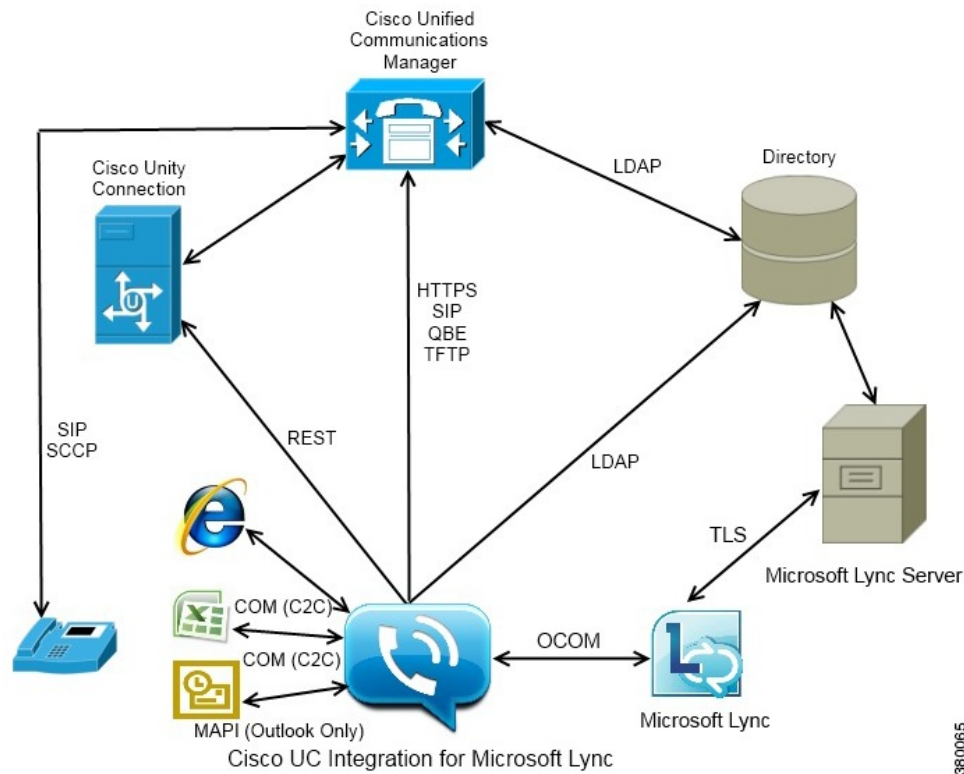 Cisco Unified
Communications
Manager
Cisco Unity
Connection
U
LDAP
Directory
HTTPS
SIP
QBE
TFTP
SIP
SCCP
REST
LDAP
TLS
Microsoft Lync Server
e
X
COM (C2C)
COM (C2C)
OCOM
L
MAPI (Outlook Only)
Microsoft Lync
Cisco UC Integration for Microsoft Lync
380065